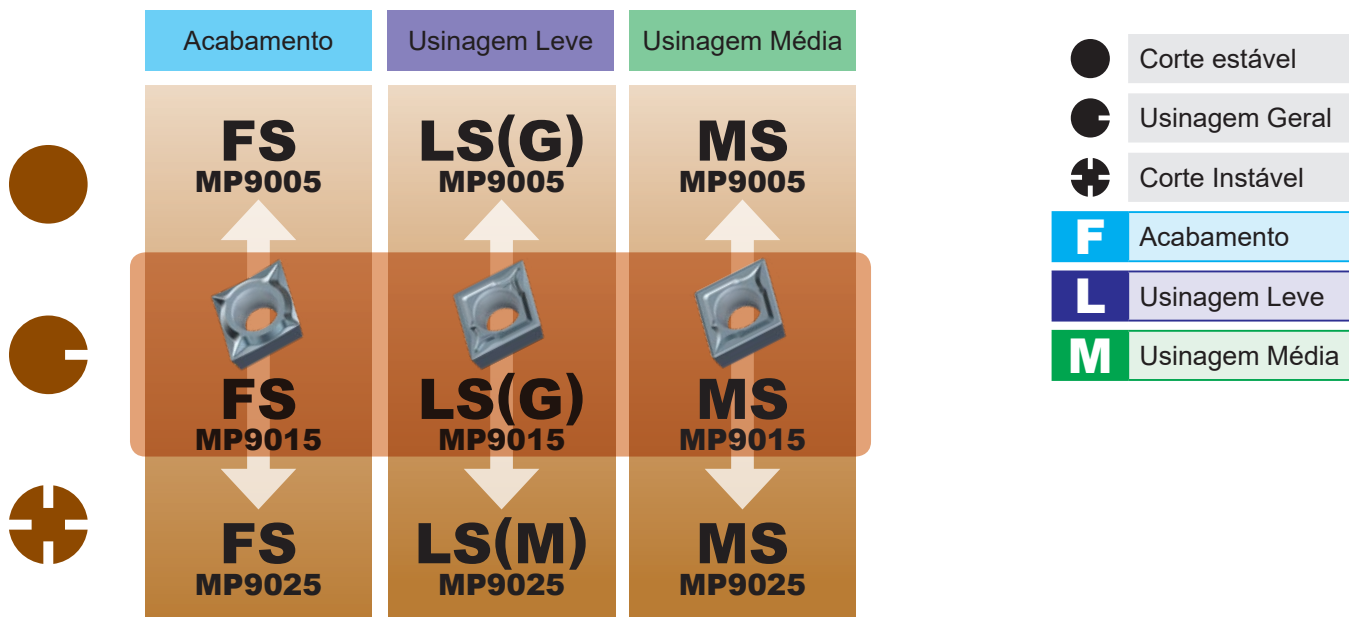 Acabamento
Usinagem Leve
Usinagem Média
FS
MP9005
LS(G)
MP9005
MS
MP9005
FS
MP9015
LS(G)
MP9015
MS
MP9015
FS
MP9025
LS(M)
MP9025
MS
MP9025
Corte estável
Usinagem Geral
Corte Instável
F Acabamento
L Usinagem Leve
M Usinagem Média